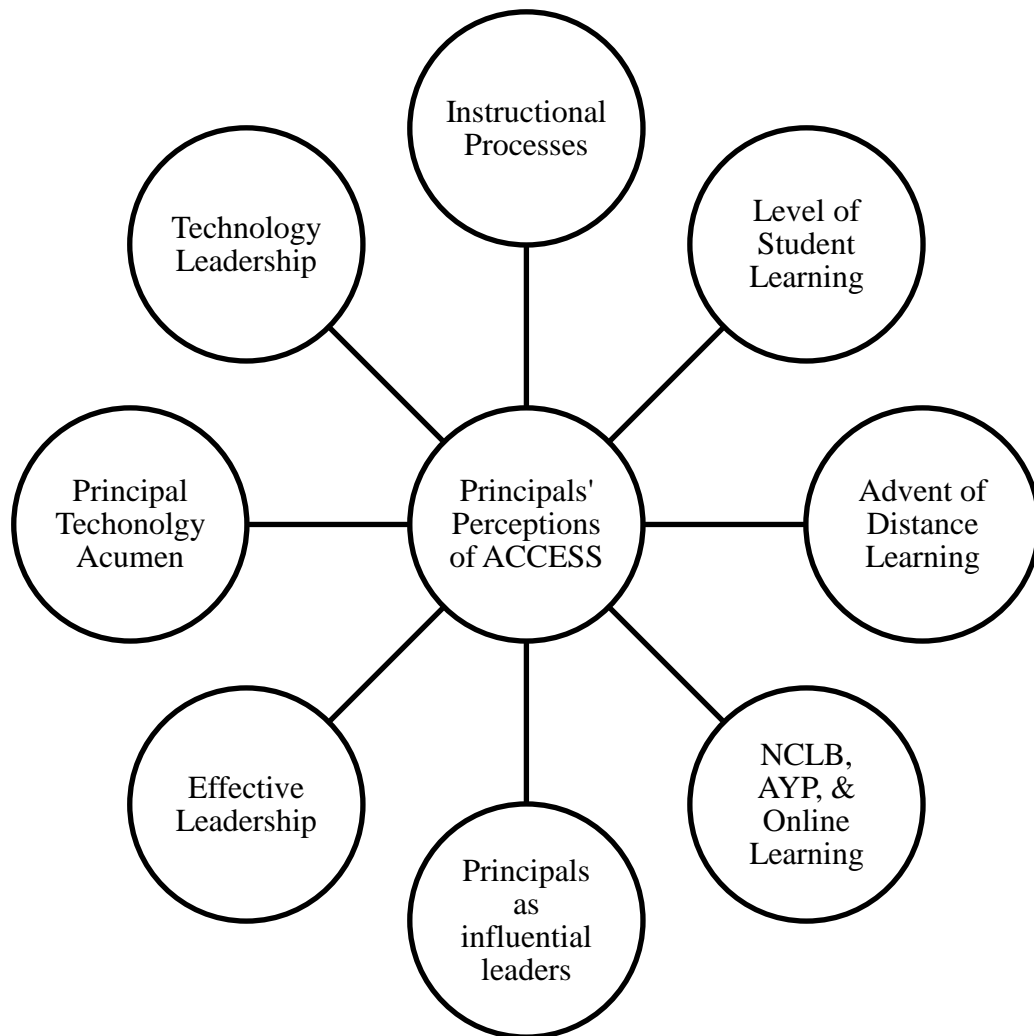 Instructional
Processes
Level of
Student
Learning
Advent of
Distance
Learning
NCLB,
AYP, &
Online
Learning
Principals
as
influential
leaders
Effective
Leadership
Principal
Techonolgy
Acumen
Technology
Leadership
Principals'
Perceptions
of ACCESS